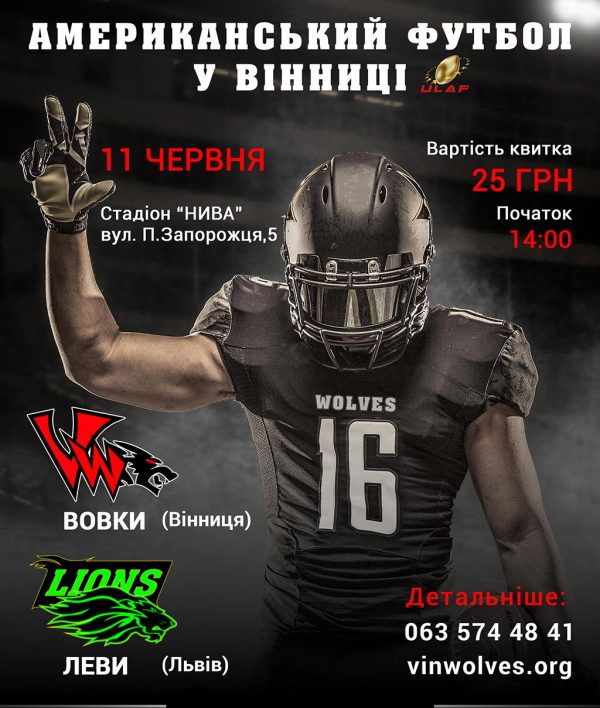 АМЕРИКАНСЬКИЙ ФУТБОЛ
У ВІННИЦІ
ULAF
11 ЧЕРВНЯ
Стадіон "НИВА"
вул. П.Запорожця,5
Вартість квитка
25 ГРН
Початок
14:00
WOLVES
16
VW
ВОВКИ (Вінниця)
LIONS
ЛЕВИ (Львів)
Детальніше:
063 574 48 41
vinwolves.org